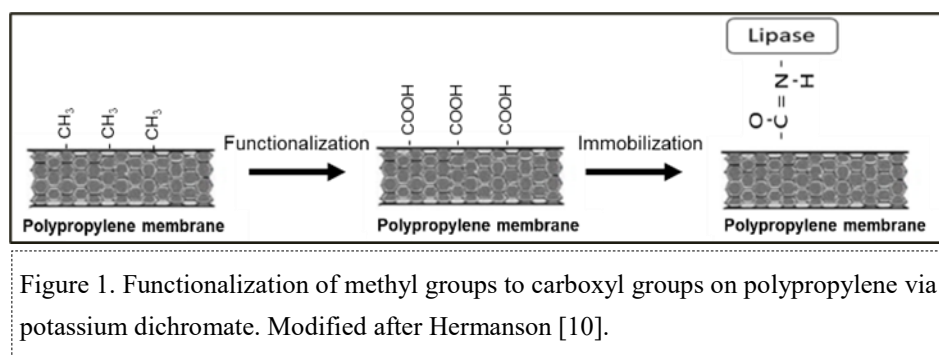 Lipase
O-C=N-H
CH3 CH3 CH3
COOH COOH COOH
Functionalization
Immobilization
Polypropylene membrane
Polypropylene membrane
Polypropylene membrane
Figure 1. Functionalization of methyl groups to carboxyl groups on polypropylene via
potassium dichromate. Modified after Hermanson [10].